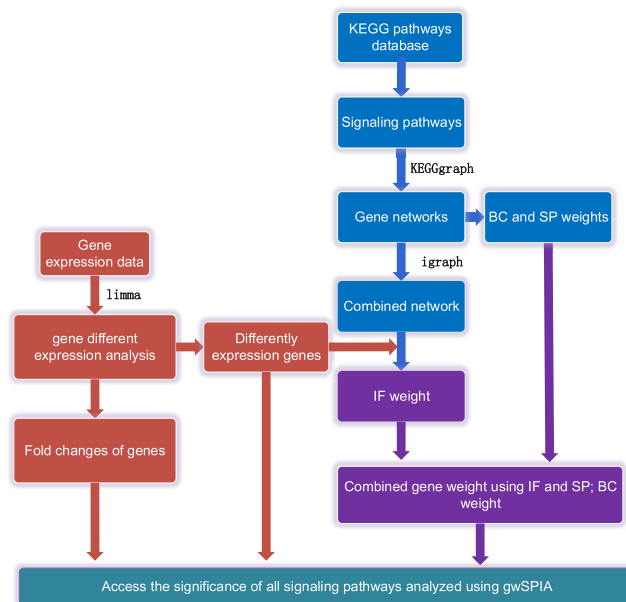 KEGG pathways
database
Signaling pathways
KEGGgraph
Gene networks
BC and SP weights
Gene
expression data
igraph
limma
Combined network
gene different
expression analysis
Differently
expression genes
IF weight
Fold changes of genes
Combined gene weight using IF and SP; BC
weight
Access the significance of all signaling pathways analyzed using gwSPIA